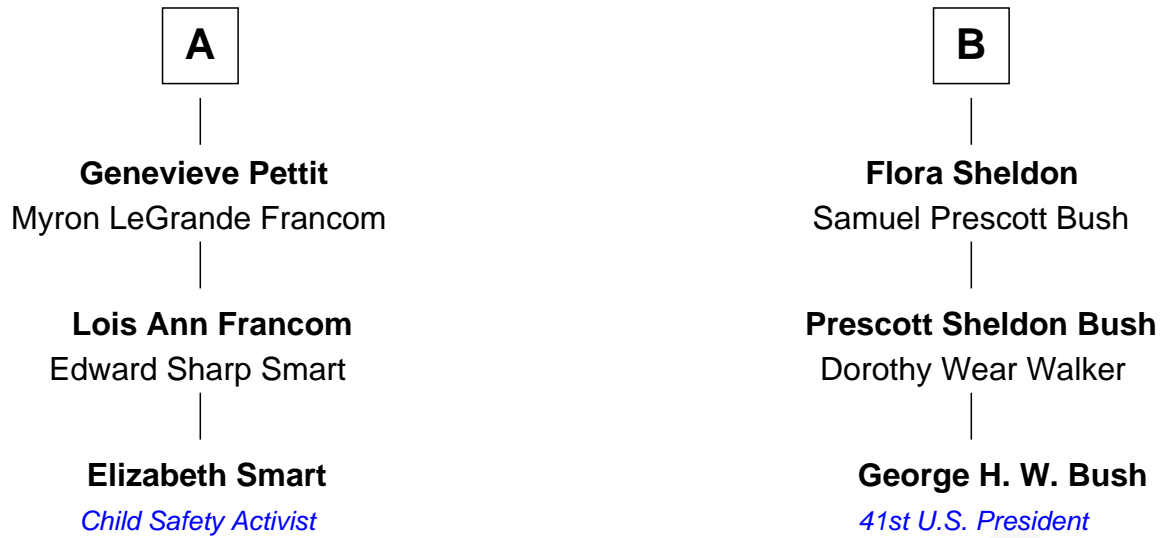 A
B
Genevieve Pettit
Myron LeGrande Francom
Flora Sheldon
Samuel Prescott Bush
Lois Ann Francom
Edward Sharp Smart
Prescott Sheldon Bush
Dorothy Wear Walker
Elizabeth Smart
Child Safety Activist
George H. W. Bush
41st U.S. President